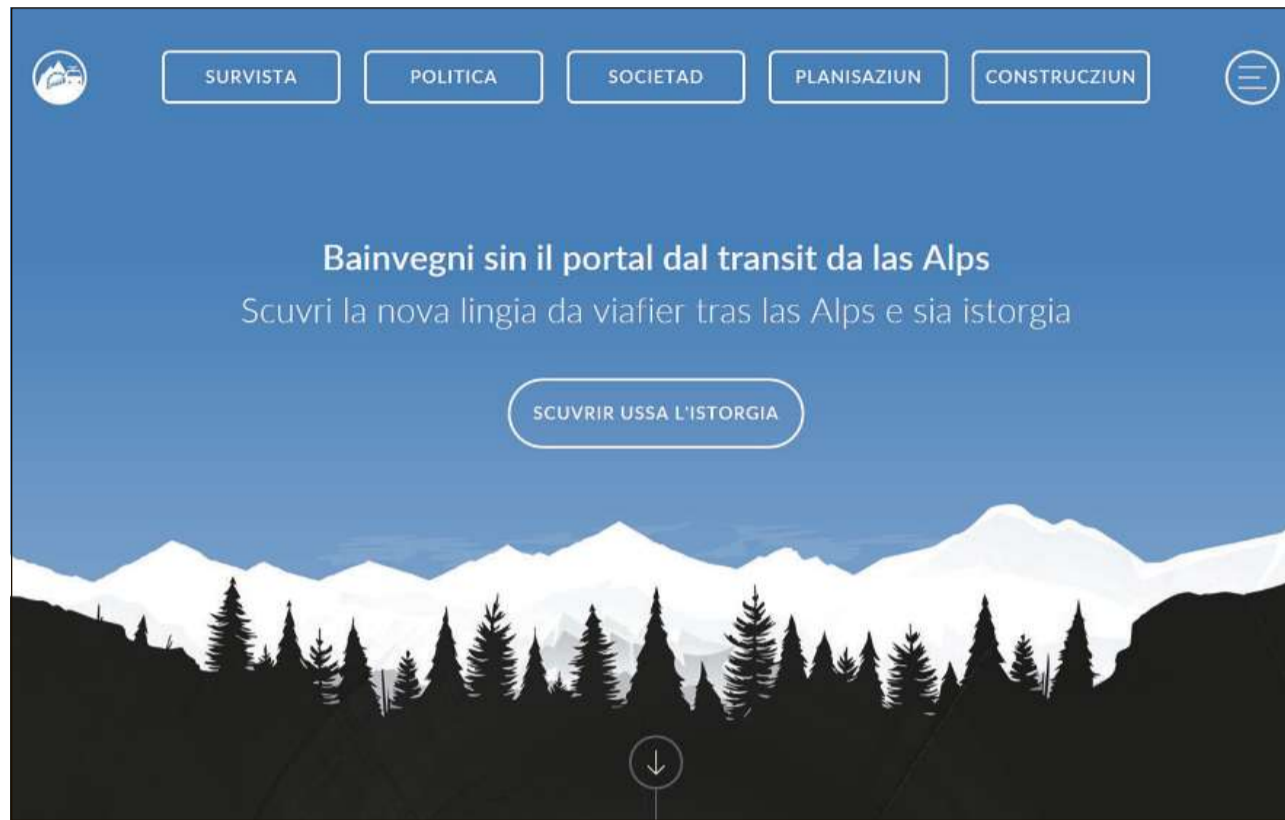 SURVISTA
POLITICA
SOCIETAD
PLANISAZIUN
CONSTRUCZIUN
Bainvegni sin il portal dal transit da las Alps
Scuvri la nova lingia da viafier tras las Alps e sia istorgia
SCUVRIR USSA L'ISTORGIA